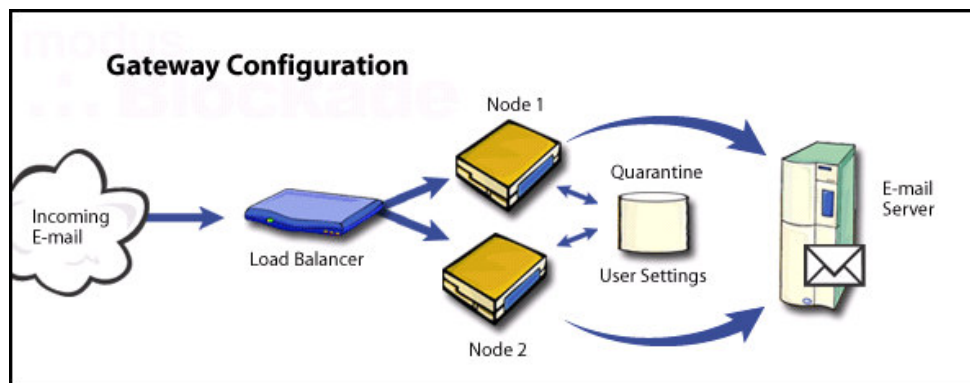 modus
Blockade
Gateway Configuration
Incoming
E-mail
Load Balancer
Node 1
Node 2
Quarantine
User Settings
E-mail
Server